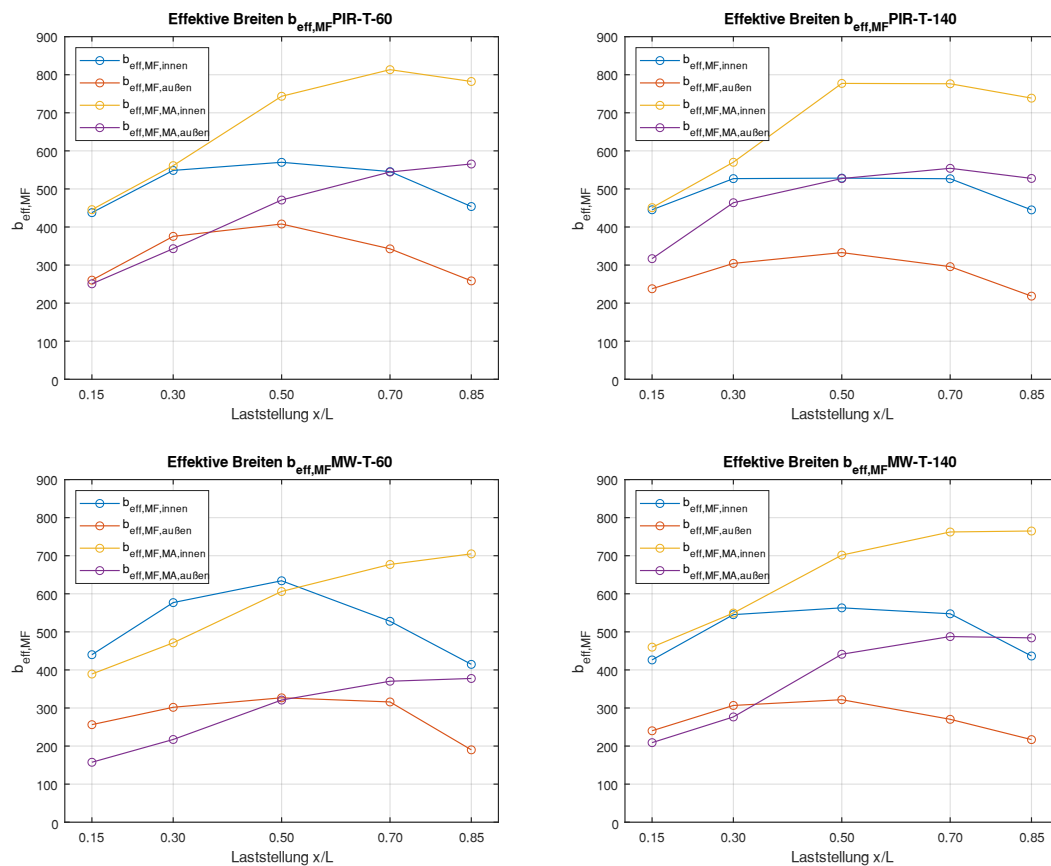 Effektive Breiten b_eff,MF PIR-T-60
900
800
700
600
500
400
300
200
100
0
b_eff,MF
b_eff,MF,innen
b_eff,MF,außen
b_eff,MF,MA,innen
b_eff,MF,MA,außen
0.15 0.30 0.50 0.70 0.85
Laststellung x/L
Effektive Breiten b_eff,MF PIR-T-140
900
800
700
600
500
400
300
200
100
0
b_eff,MF
b_eff,MF,innen
b_eff,MF,außen
b_eff,MF,MA,innen
b_eff,MF,MA,außen
0.15 0.30 0.50 0.70 0.85
Laststellung x/L
Effektive Breiten b_eff,MF MW-T-60
900
800
700
600
500
400
300
200
100
0
b_eff,MF
b_eff,MF,innen
b_eff,MF,außen
b_eff,MF,MA,innen
b_eff,MF,MA,außen
0.15 0.30 0.50 0.70 0.85
Laststellung x/L
Effektive Breiten b_eff,MF MW-T-140
900
800
700
600
500
400
300
200
100
0
b_eff,MF
b_eff,MF,innen
b_eff,MF,außen
b_eff,MF,MA,innen
b_eff,MF,MA,außen
0.15 0.30 0.50 0.70 0.85
Laststellung x/L